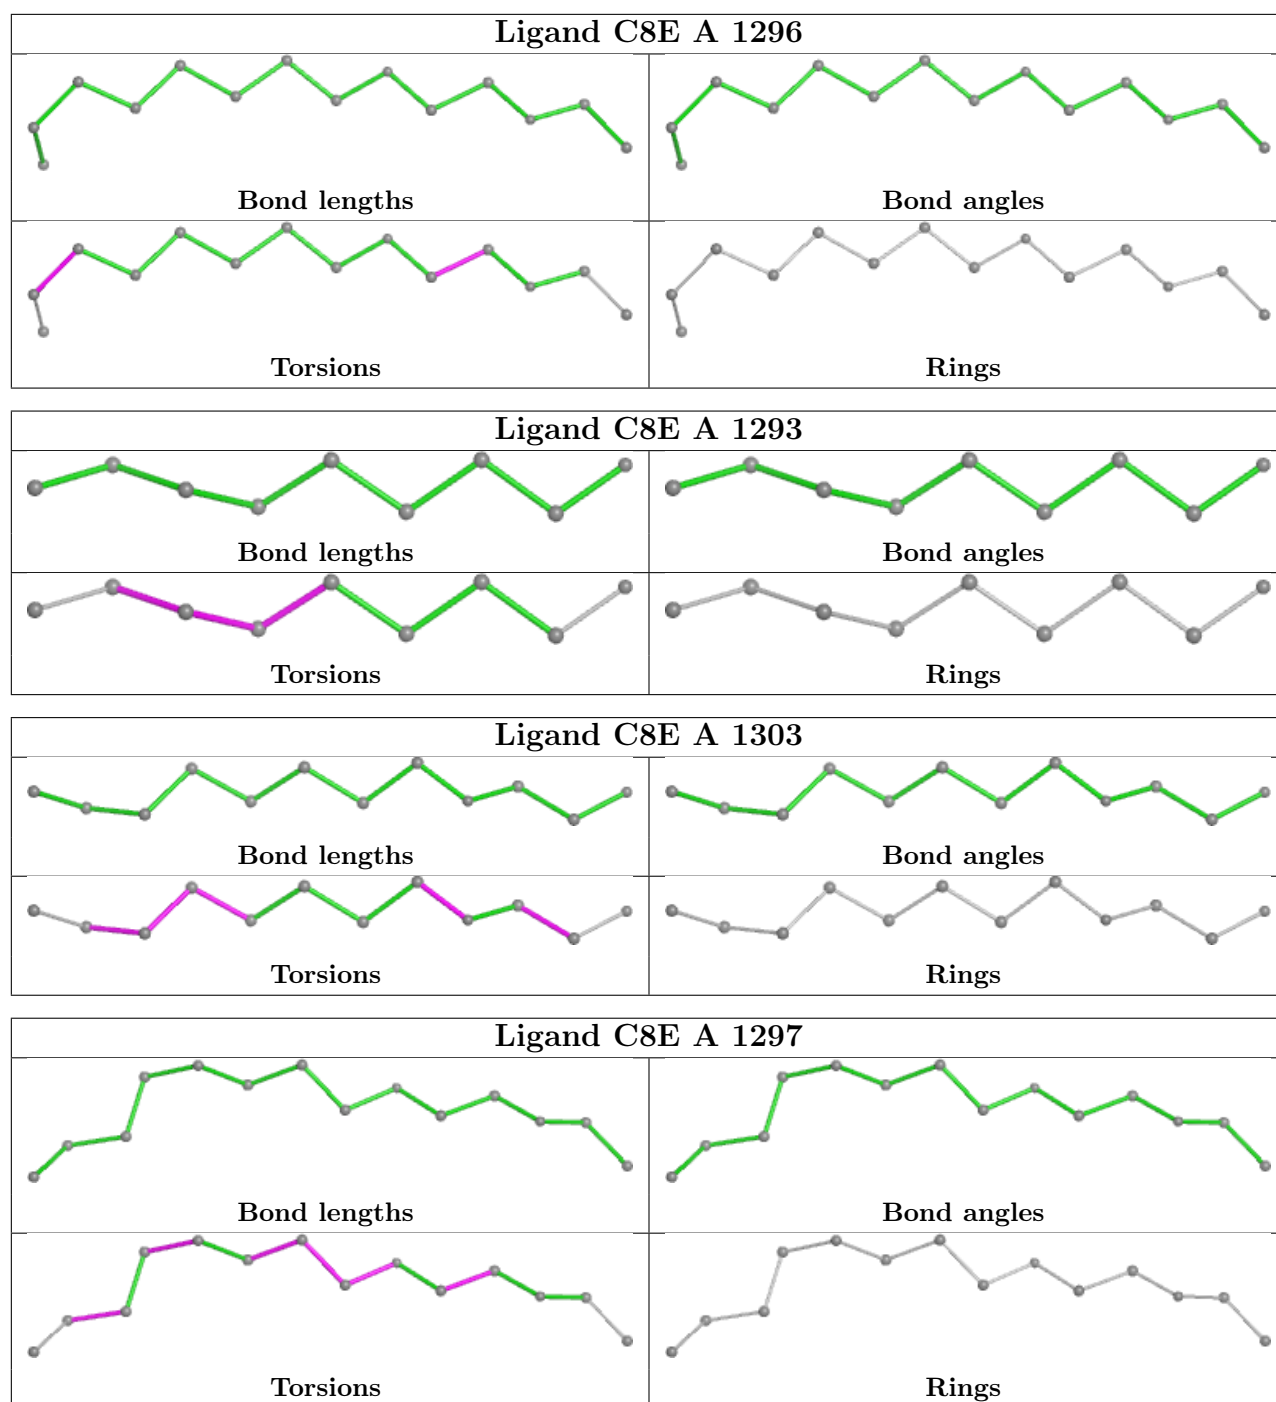 Ligand C8E A 1296
Bond lengths
Bond angles
Torsions
Rings
Ligand C8E A 1293
Bond lengths
Bond angles
Torsions
Rings
Ligand C8E A 1303
Bond lengths
Bond angles
Torsions
Rings
Ligand C8E A 1297
Bond lengths
Bond angles
Torsions
Rings